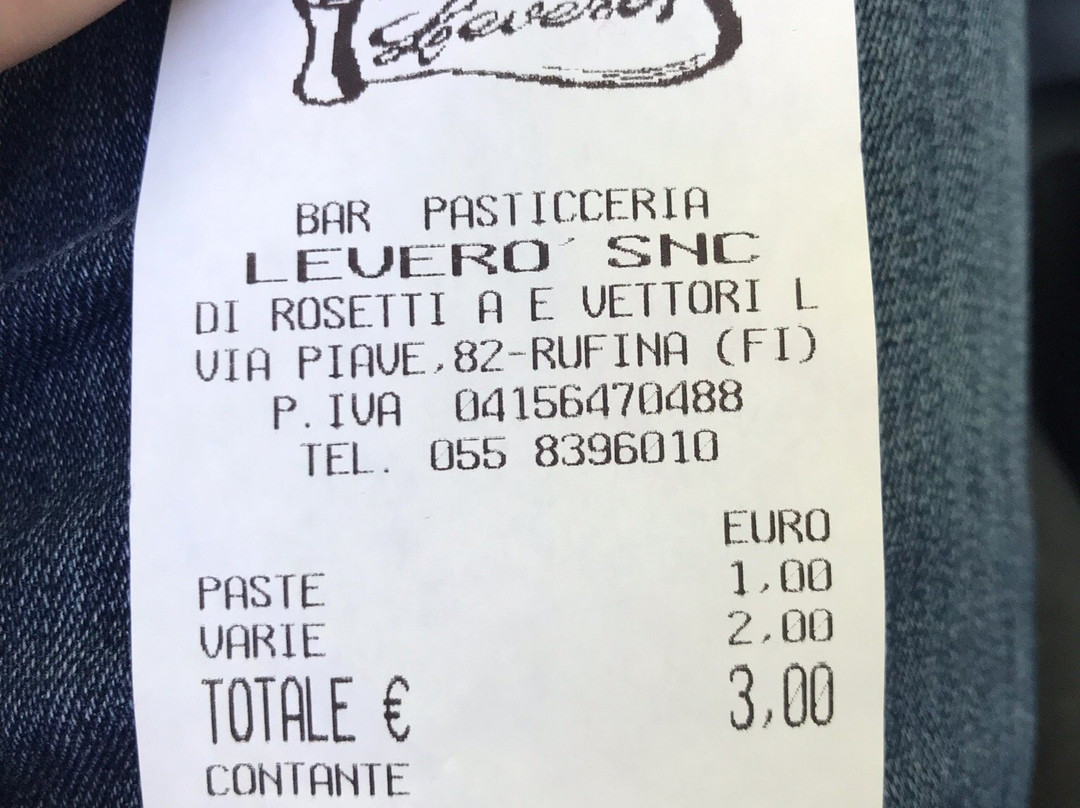 Levero'
BAR PASTICCERIA
LEVERO' SNC
DI ROSETTI A E VETTORI L
VIA PIAVE,82-RUFINA (FI)
P.IVA 04156470488
TEL. 055 8396010
EURO
PASTE 1,00
VARIE 2,00
TOTALE € 3,00
CONTANTE